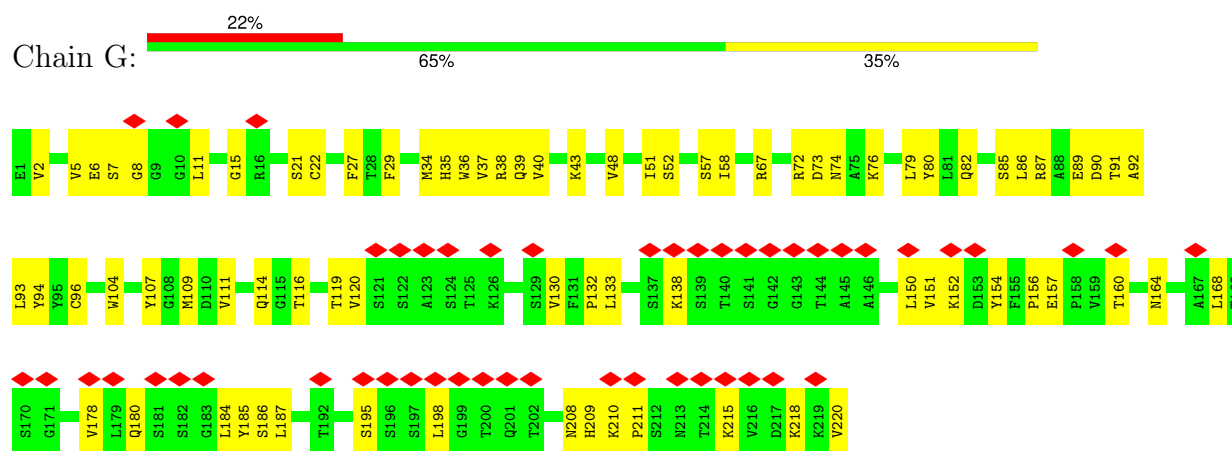 22%
Chain G:
65% 35%
E1 V2 V5 E6 S7 G8 G9 G10 L11 G15 R16 S21 C22 F27 T28 F29 M34 H35 W36 V37 R38 Q39 V40 K43 V48 I51 S52 S57 I58 R67 R72 D73 N74 A75 K76 L79 Y80 L81 Q82 S85 L86 R87 A88 E89 D90 T91 A92
L93 Y94 Y95 C96 W104 Y107 G108 M109 D110 V111 Q114 G115 T116 T119 V120 S121 S122 A123 S124 T125 K126 S129 V130 F131 P132 L133 S137 K138 S139 T140 S141 G142 G143 T144 A145 A146 L150 V151 K152 D153 Y154 F155 P156 E157 P158 V159 T160 N164 A167 L168
S170 G171 V178 L179 Q180 S181 S182 G183 L184 Y185 S186 L187 T192 S195 S196 S197 L198 G199 T200 Q201 T202 N208 H209 K210 P211 S212 N213 T214 K215 V216 D217 K218 K219 V220